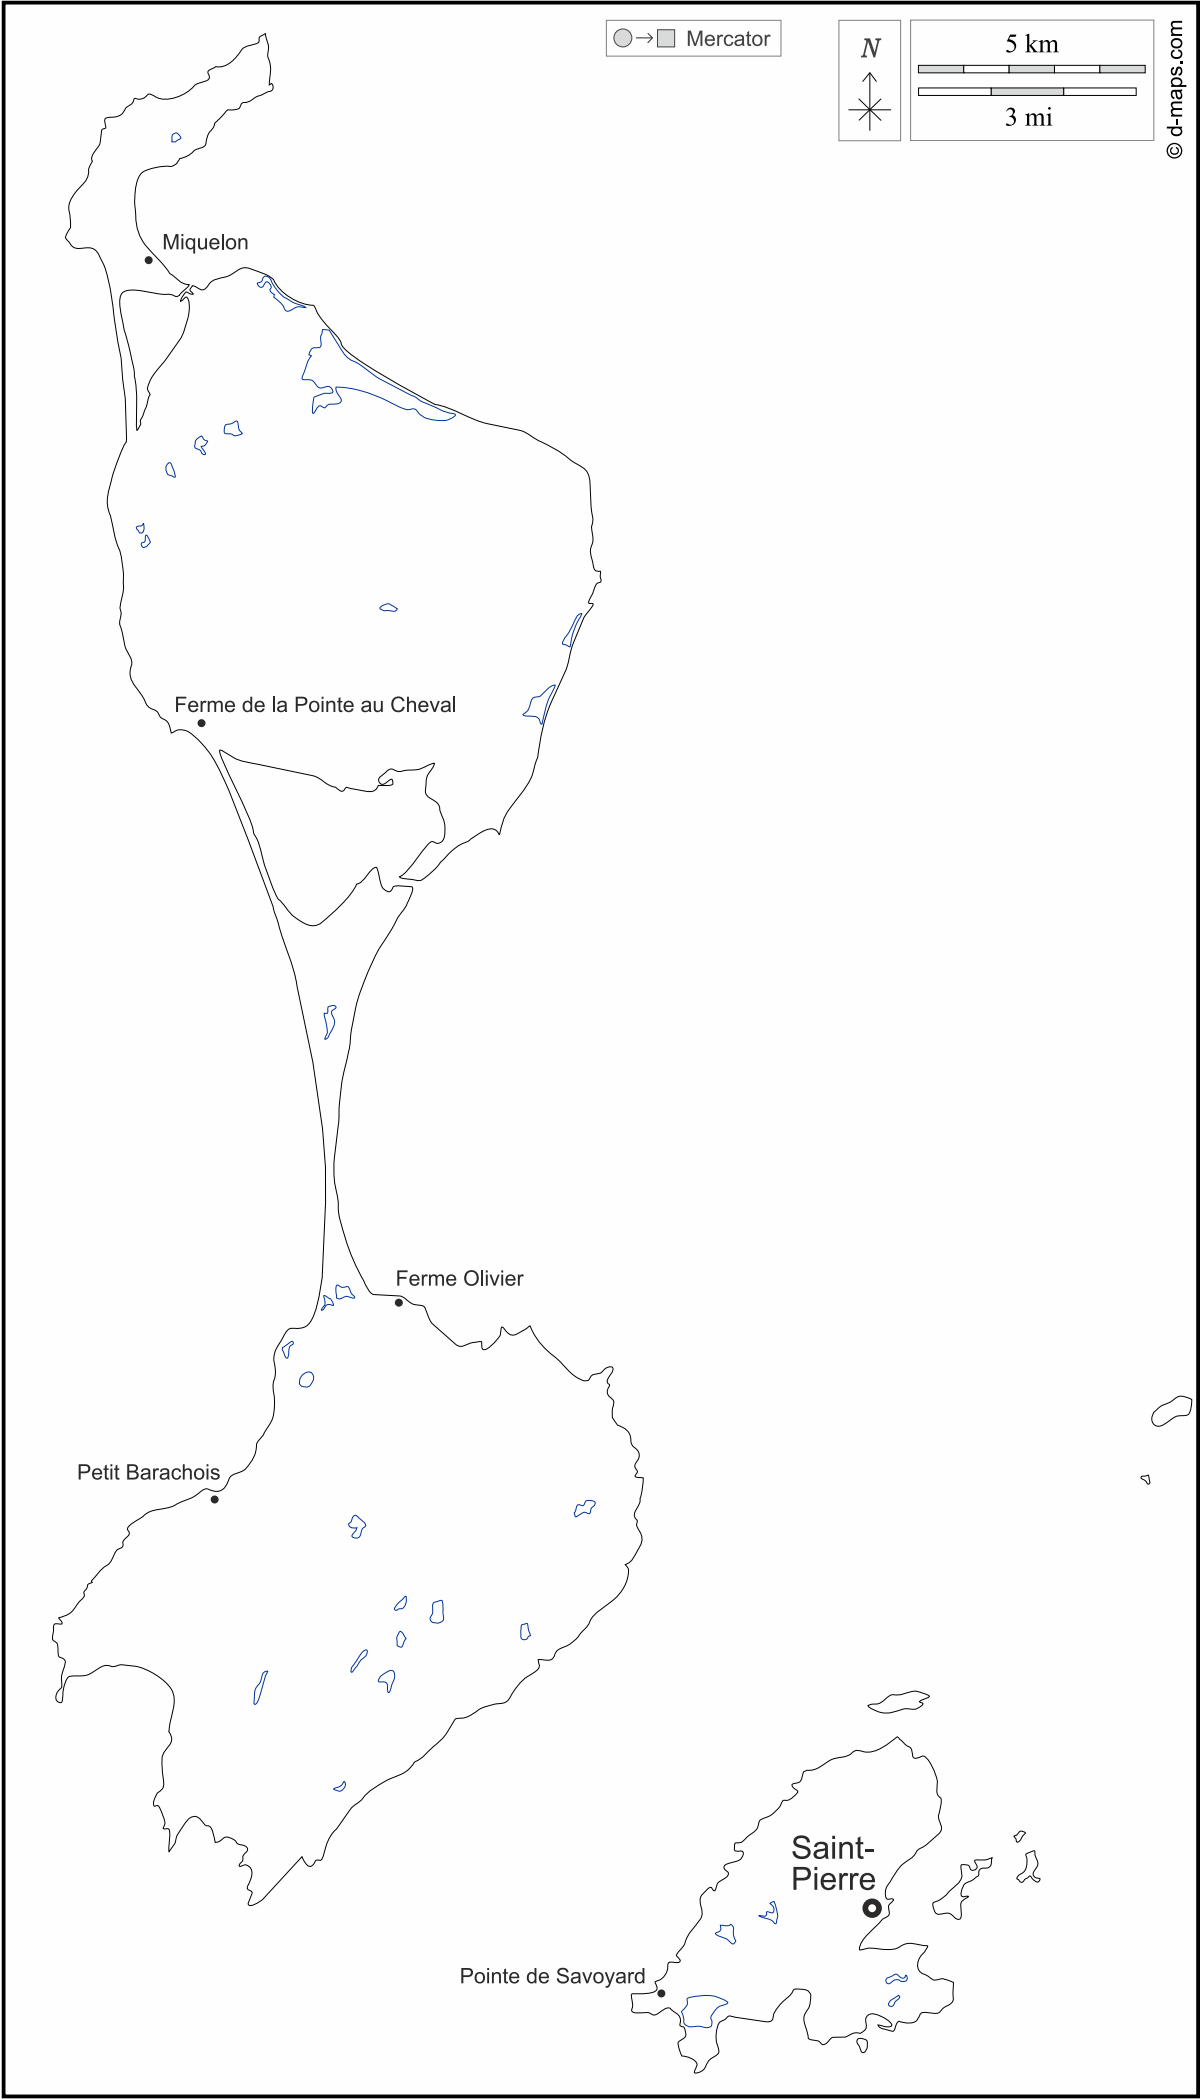 Mercator
N
5 km
3 mi
© d-maps.com
Miquelon
Ferme de la Pointe au Cheval
Ferme Olivier
Petit Barachois
Saint-
Pierre
Pointe de Savoyard